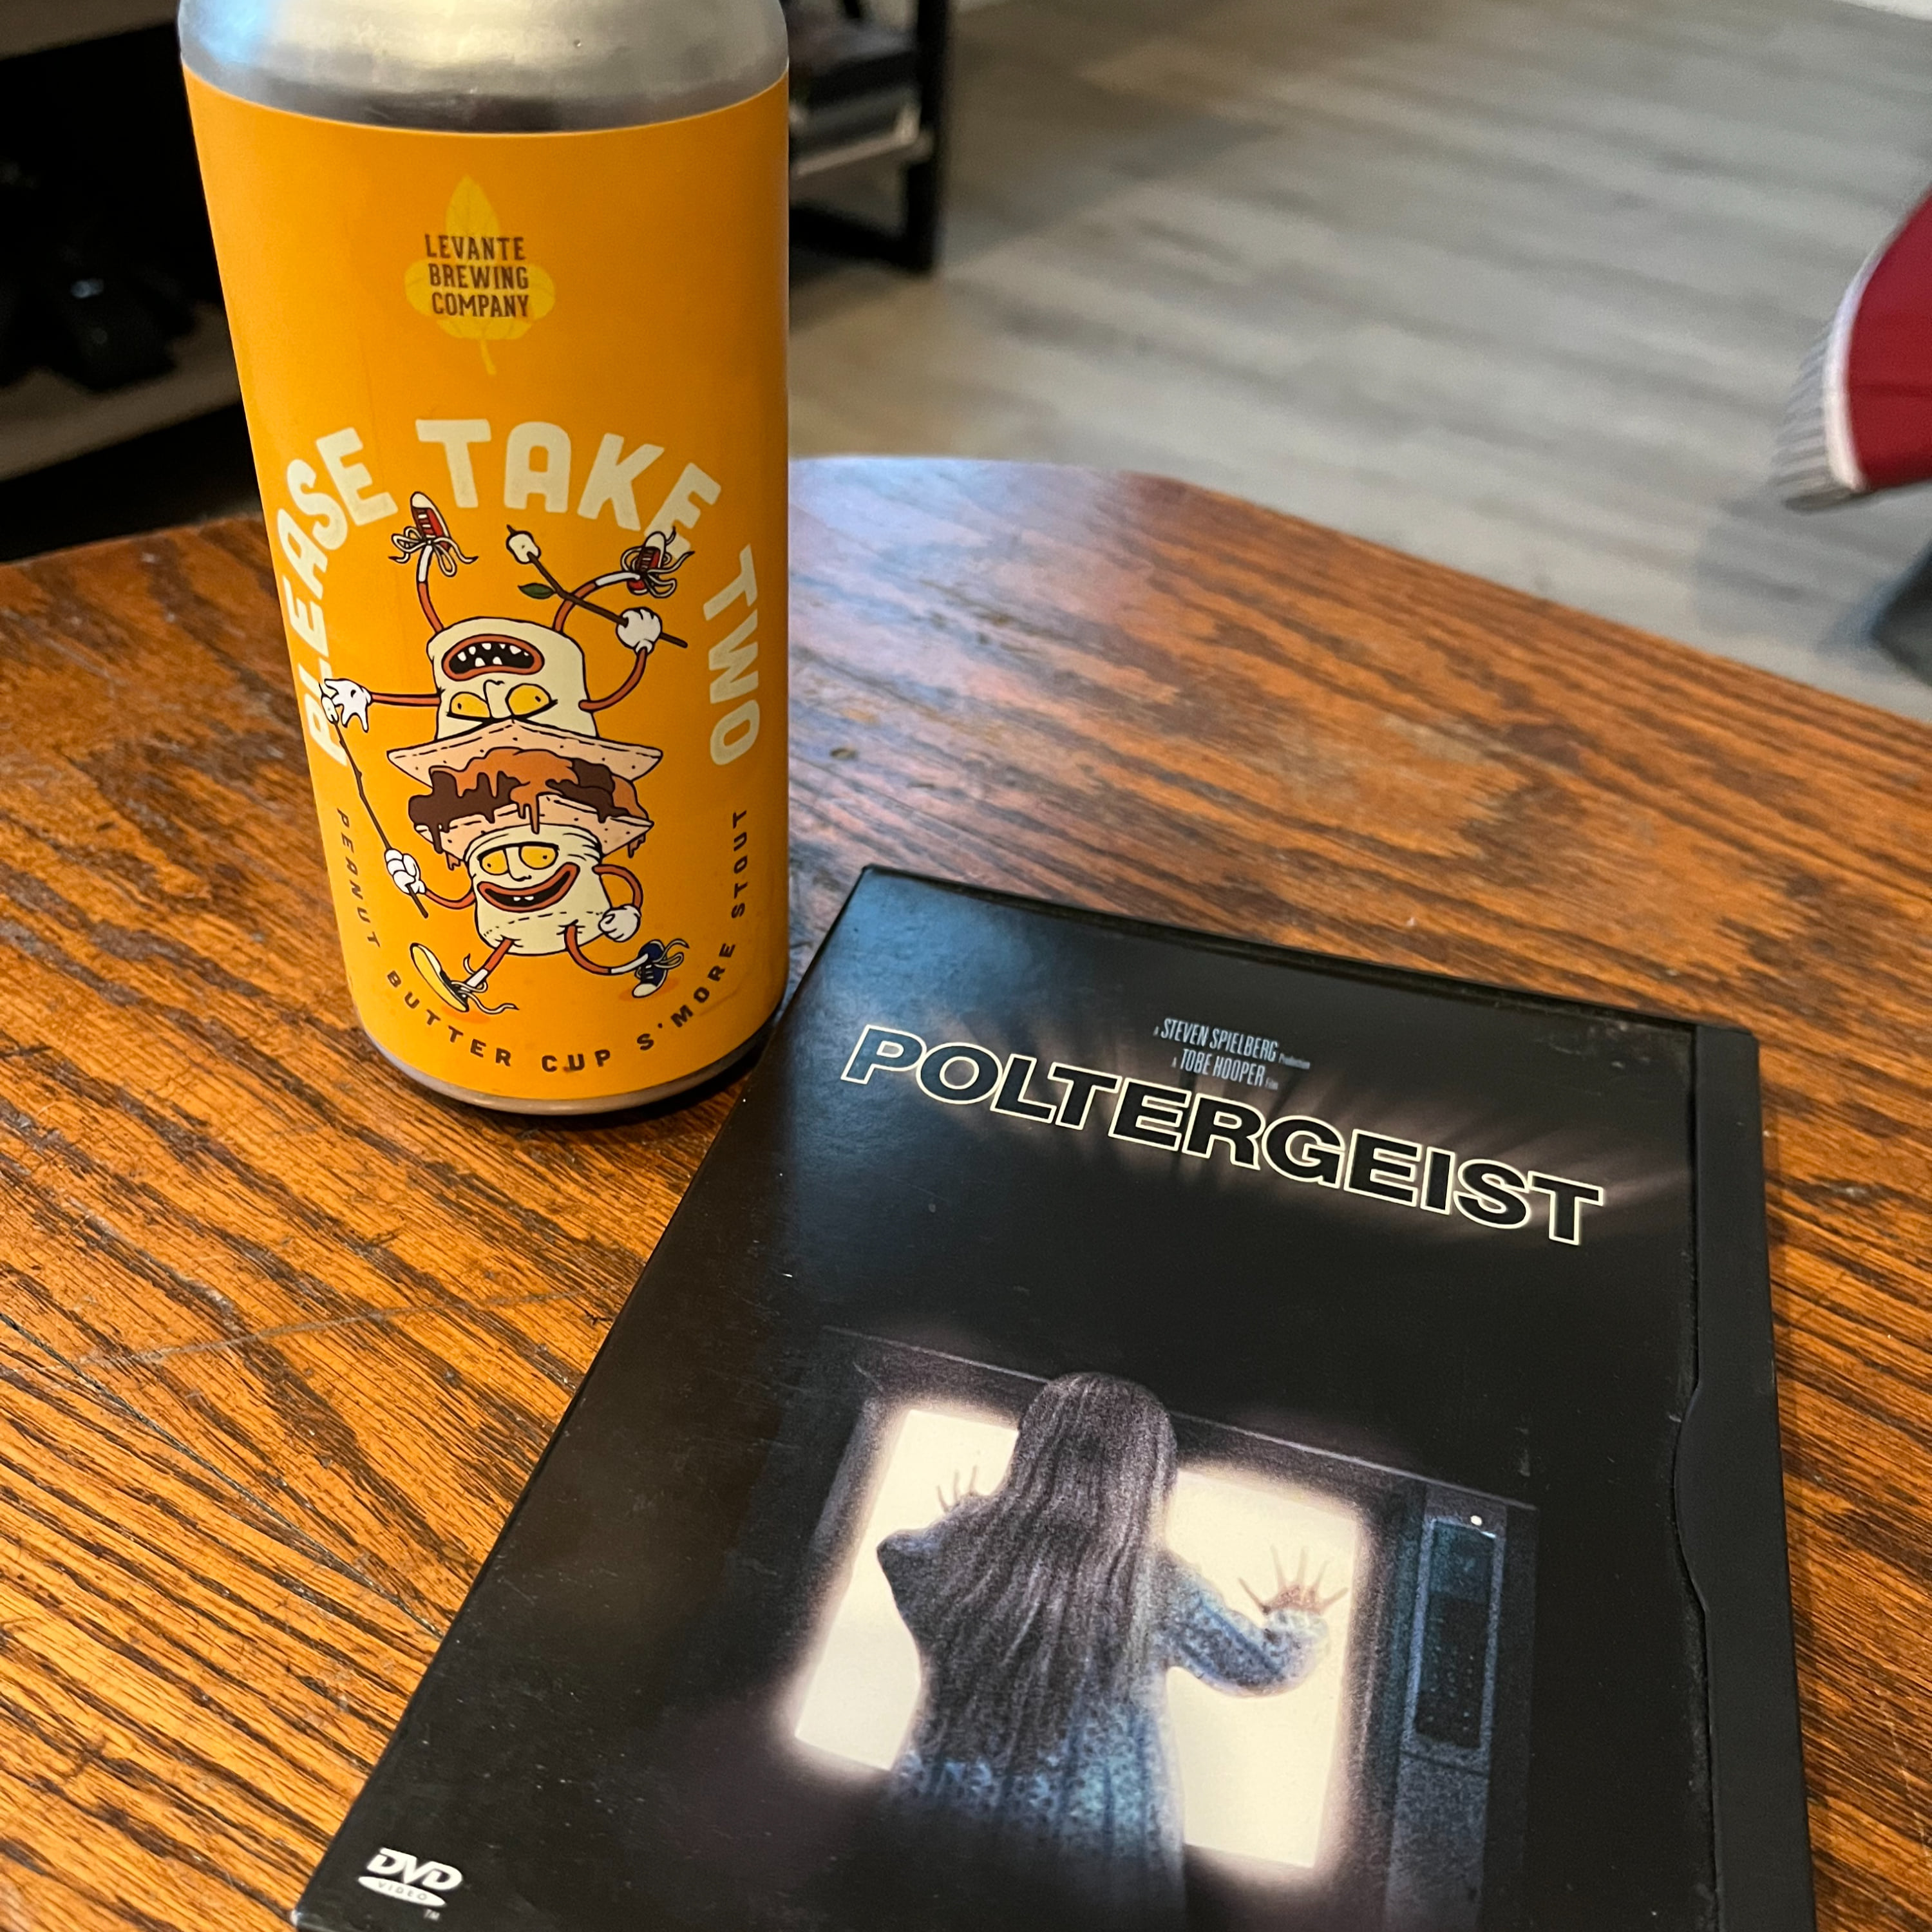 LEVANTE
BREWING
COMPANY
PLEASE TAKE TWO
PEANUT BUTTER CUP S'MORE STOUT
A STEVEN SPIELBERG Production
A TOBE HOOPER Film
POLTERGEIST
DVD
VIDEO
TM